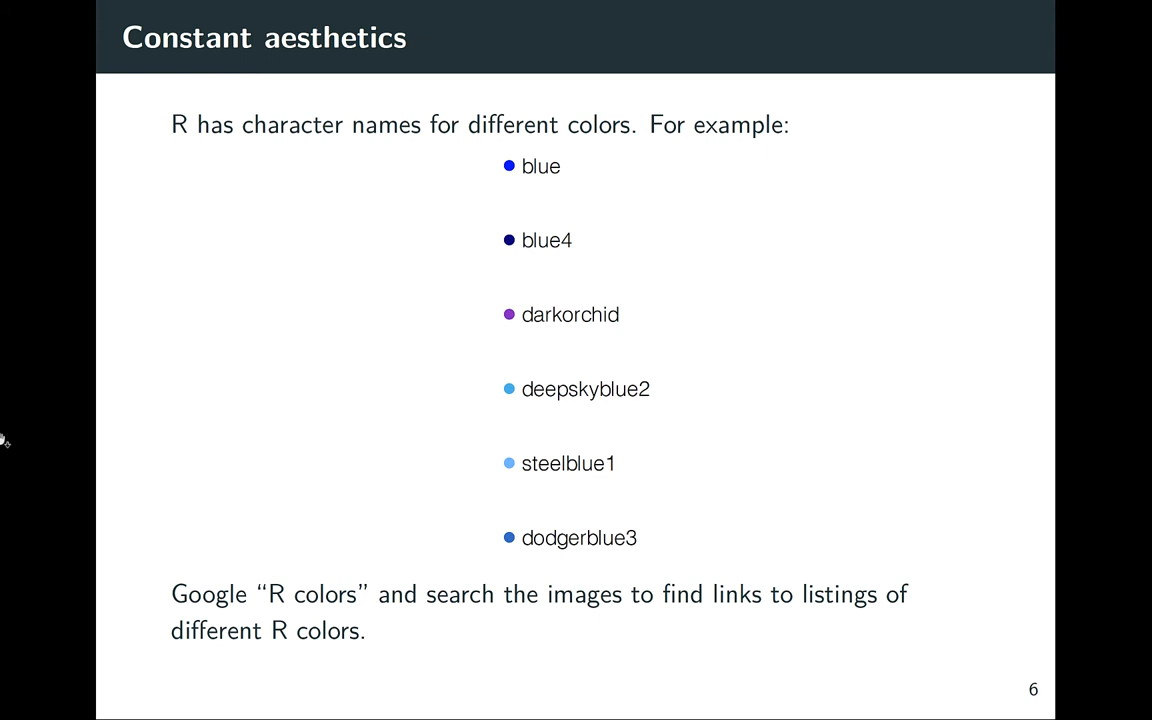 Constant aesthetics
R has character names for different colors. For example:
blue
blue4
darkorchid
deepskyblue2
steelblue1
dodgerblue3
Google “R colors” and search the images to find links to listings of
different R colors.
6